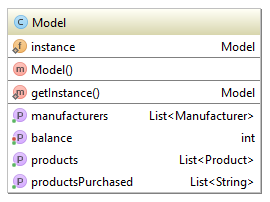 C Model
f instance Model
m Model()
m getInstance() Model
P manufacturers List<Manufacturer>
P balance int
P products List<Product>
P productsPurchased List<String>